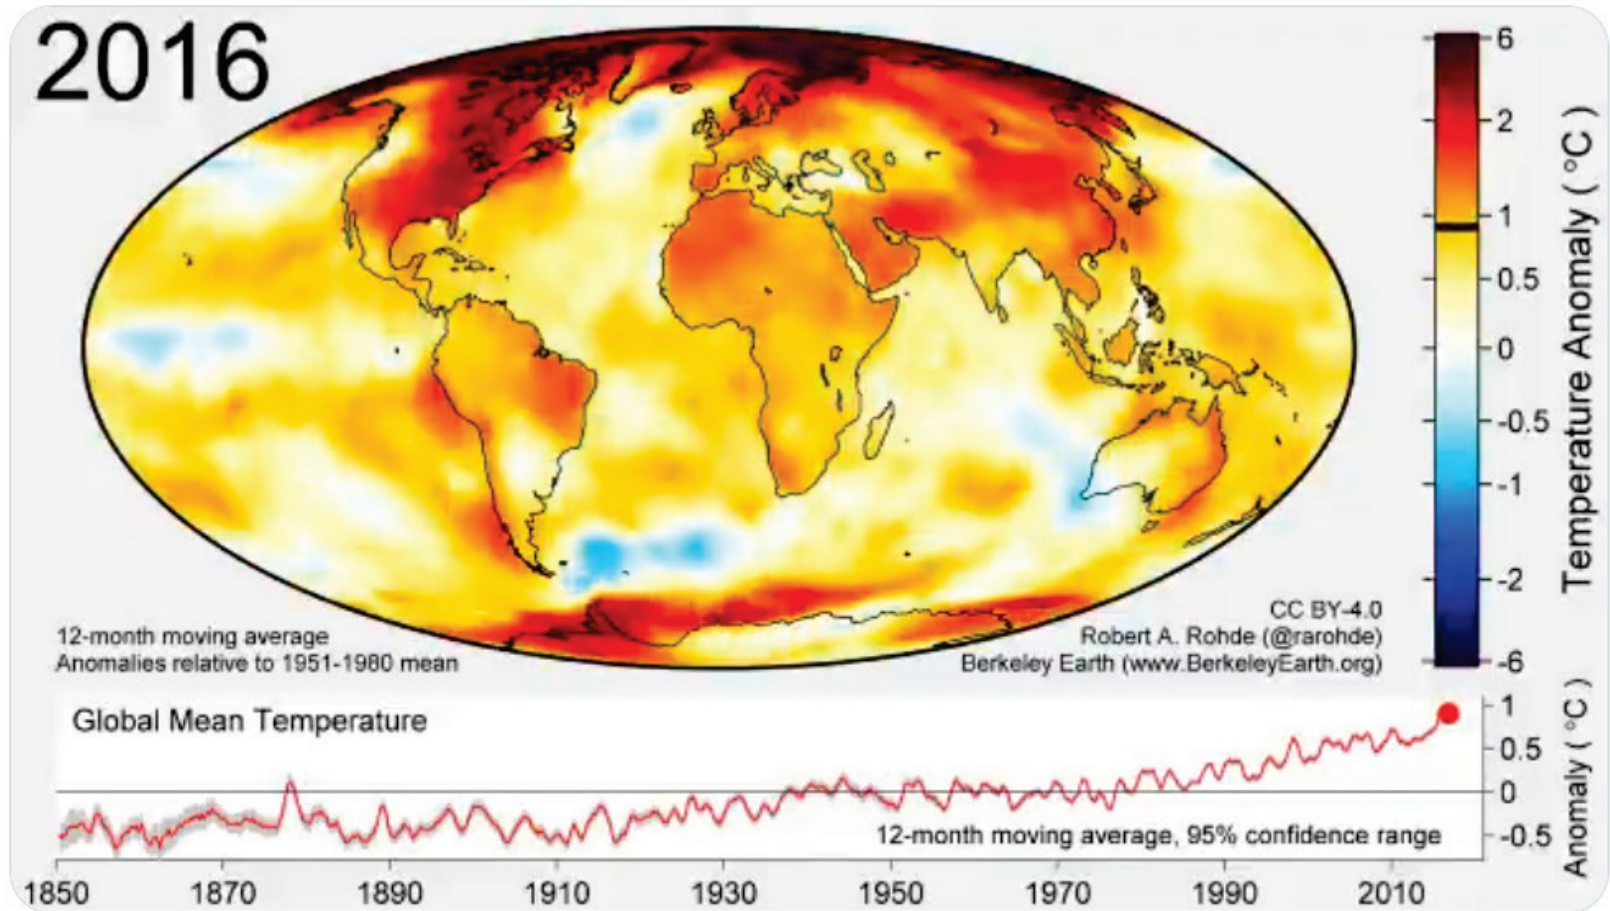 2016
6
2
1
0.5
0
-0.5
-1
-2
-6
Temperature Anomaly ( °C )
12-month moving average
Anomalies relative to 1951-1980 mean
CC BY-4.0
Robert A. Rohde (@rarohde)
Berkeley Earth (www.BerkeleyEarth.org)
Global Mean Temperature
1
0.5
0
-0.5
Anomaly ( °C )
12-month moving average, 95% confidence range
1850 1870 1890 1910 1930 1950 1970 1990 2010